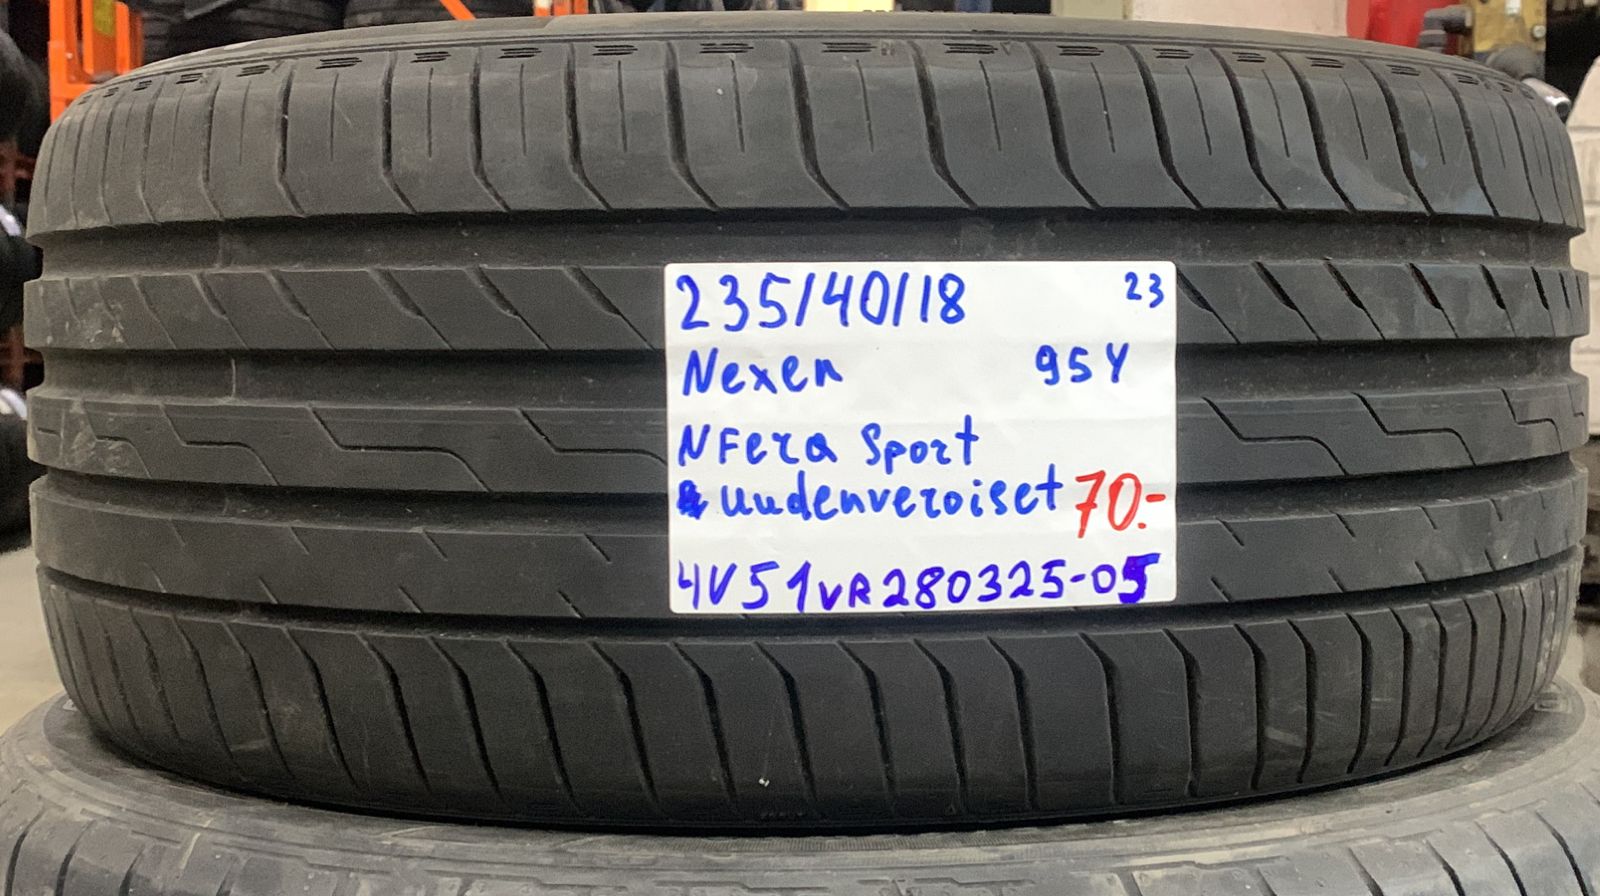 235/40/18 23
Nexen 95Y
NFera Sport
uudenveroiset 70.-
4V51VR280325-05